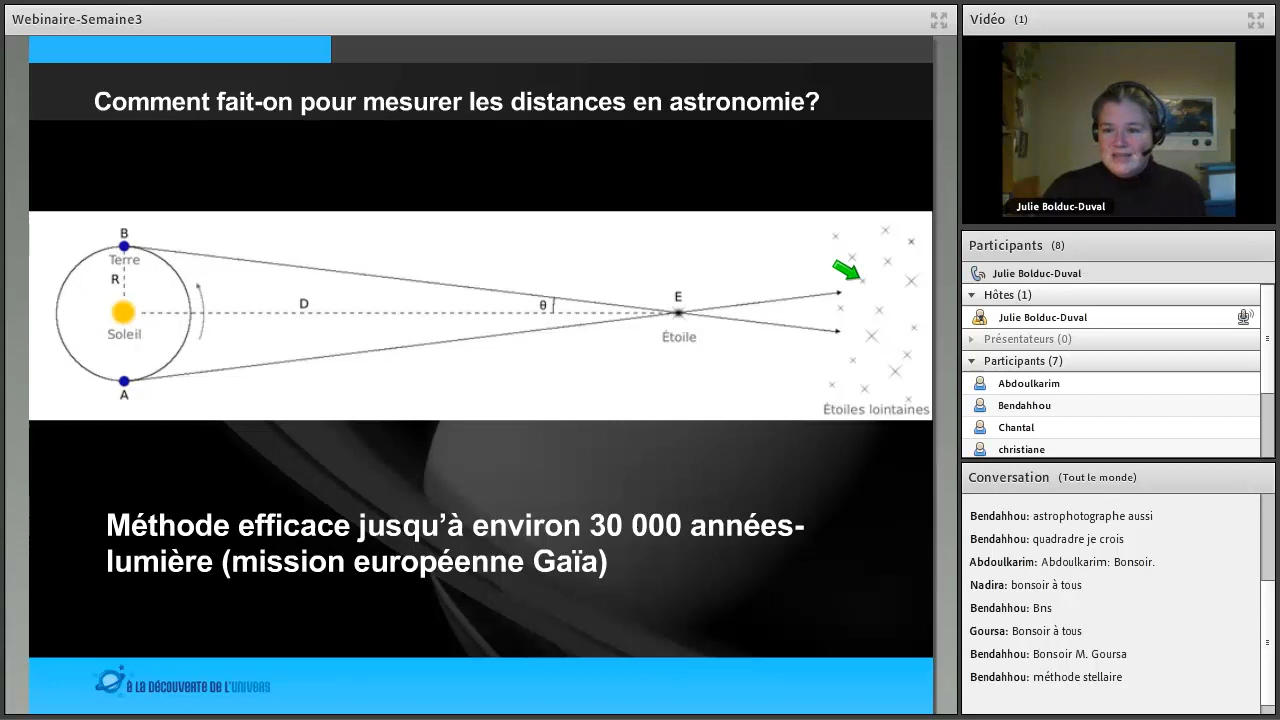 Webinaire-Semaine3
Comment fait-on pour mesurer les distances en astronomie?
B
Terre
R
D
θ
E
Soleil
Étoile
A
Étoiles lointaines
Méthode efficace jusqu’à environ 30 000 années-
lumière (mission européenne Gaïa)
À LA DÉCOUVERTE DE L'UNIVERS
Vidéo (1)
Julie Bolduc-Duval
Participants (8)
Julie Bolduc-Duval
Hôtes (1)
Julie Bolduc-Duval
Présentateurs (0)
Participants (7)
Abdoulkarim
Bendahhou
Chantal
christiane
Conversation (Tout le monde)
Bendahhou: astrophotographe aussi
Bendahhou: quadradre je crois
Abdoulkarim: Abdoulkarim: Bonsoir.
Nadira: bonsoir à tous
Bendahhou: Bns
Goursa: Bonsoir à tous
Bendahhou: Bonsoir M. Goursa
Bendahhou: méthode stellaire